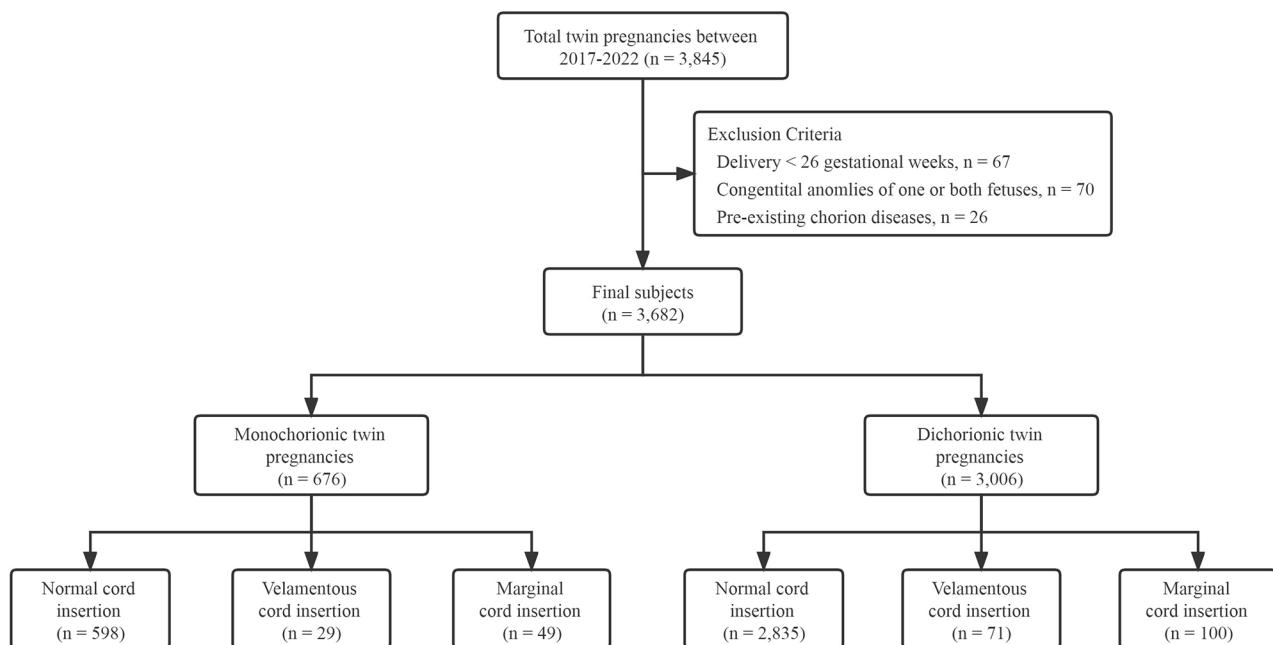 Total twin pregnancies between
2017-2022 (n = 3,845)
Exclusion Criteria
Delivery < 26 gestational weeks, n = 67
Congentital anomlies of one or both fetuses, n = 70
Pre-existing chorion diseases, n = 26
Final subjects
(n = 3,682)
Monochorionic twin
pregnancies
(n = 676)
Dichorionic twin
pregnancies
(n = 3,006)
Normal cord
insertion
(n = 598)
Velamentous
cord insertion
(n = 29)
Marginal
cord insertion
(n = 49)
Normal cord
insertion
(n = 2,835)
Velamentous
cord insertion
(n = 71)
Marginal
cord insertion
(n = 100)